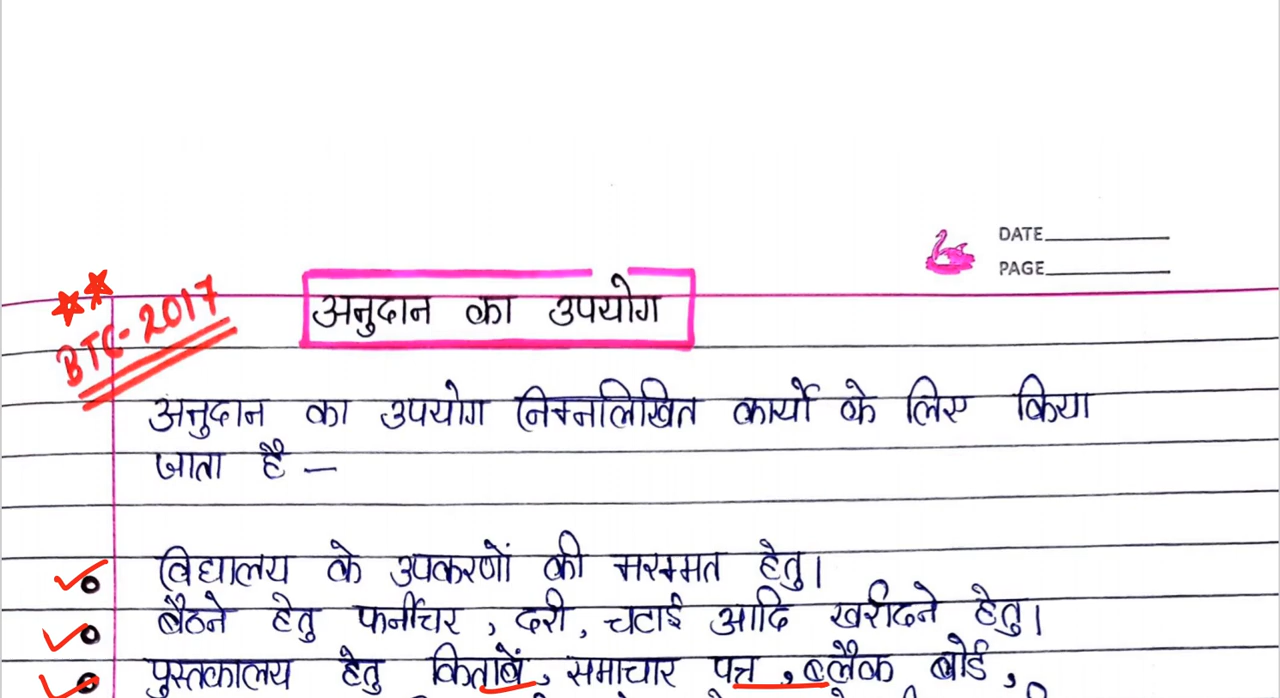 DATE
PAGE
BTC-2017
अनुदान का उपयोग
अनुदान का उपयोग निम्नलिखित कार्यो के लिए किया
जाता है –
विद्यालय के उपकरणों की मरम्मत हेतु।
बैठने हेतु फर्नीचर, दरी, चटाई आदि खरीदने हेतु।
पुस्तकालय हेतु किताबें, समाचार पत्र, ब्लैक बोर्ड,